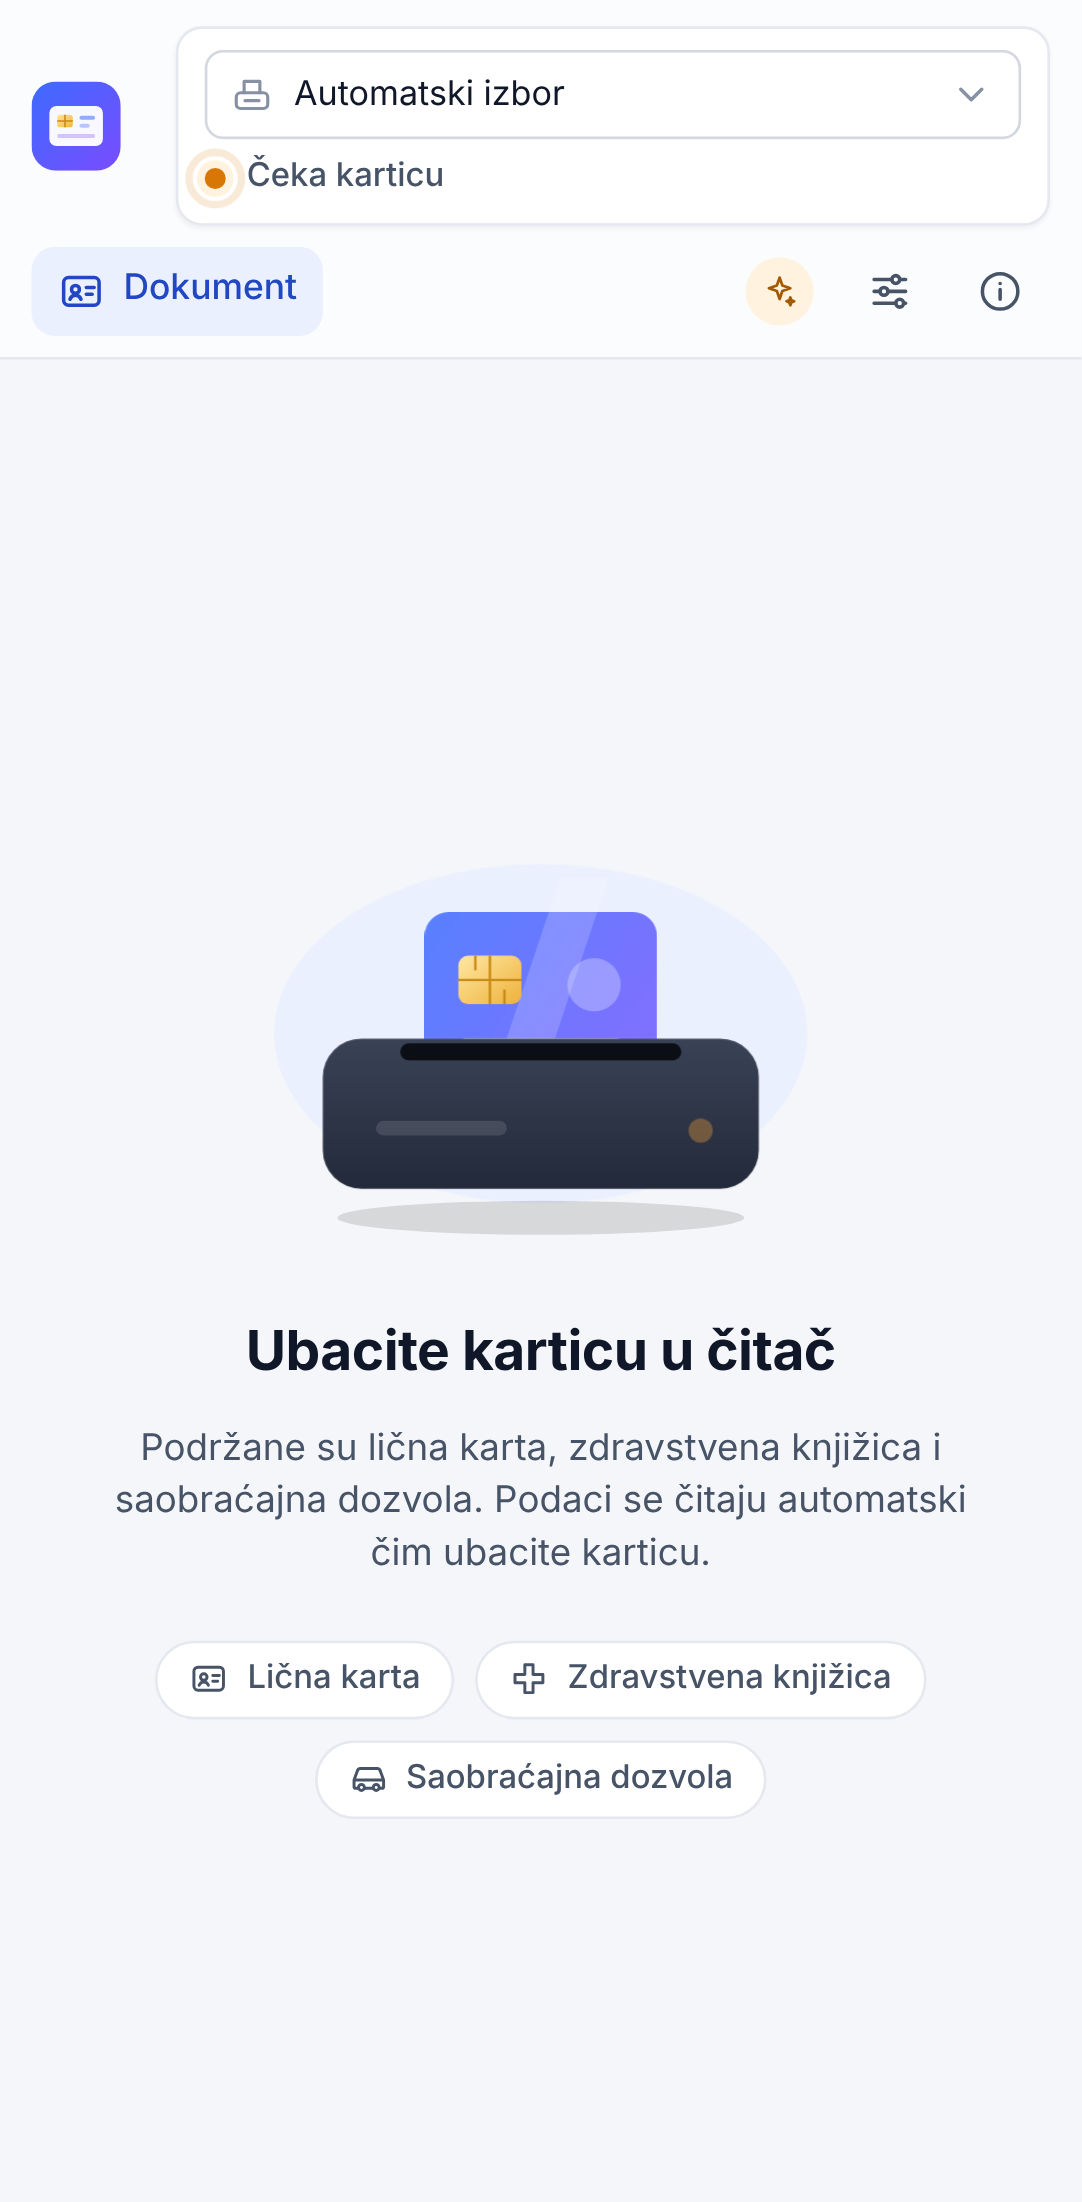 Automatski izbor
Čeka karticu
Dokument
Ubacite karticu u čitač
Podržane su lična karta, zdravstvena knjižica i
saobraćajna dozvola. Podaci se čitaju automatski
čim ubacite karticu.
Lična karta
Zdravstvena knjižica
Saobraćajna dozvola